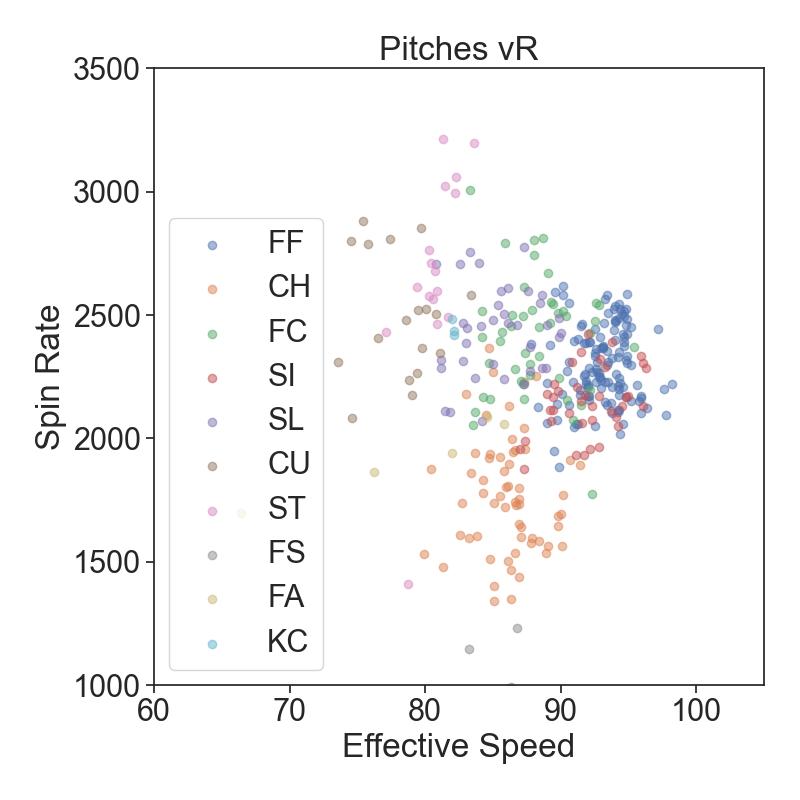 Pitches vR
3500
3000
2500
2000
1500
1000
Spin Rate
FF
CH
FC
SI
SL
CU
ST
FS
FA
KC
60 70 80 90 100
Effective Speed